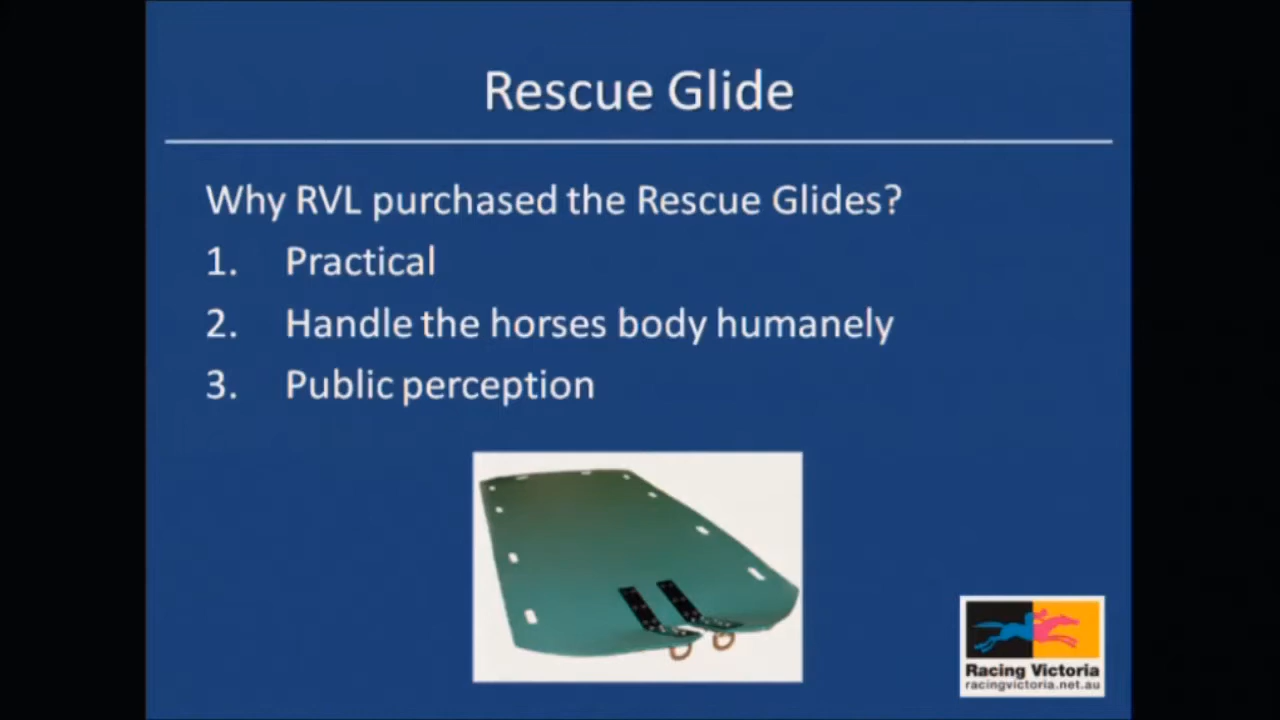 Rescue Glide
Why RVL purchased the Rescue Glides?
1. Practical
2. Handle the horses body humanely
3. Public perception
Racing Victoria
racingvictoria.net.au